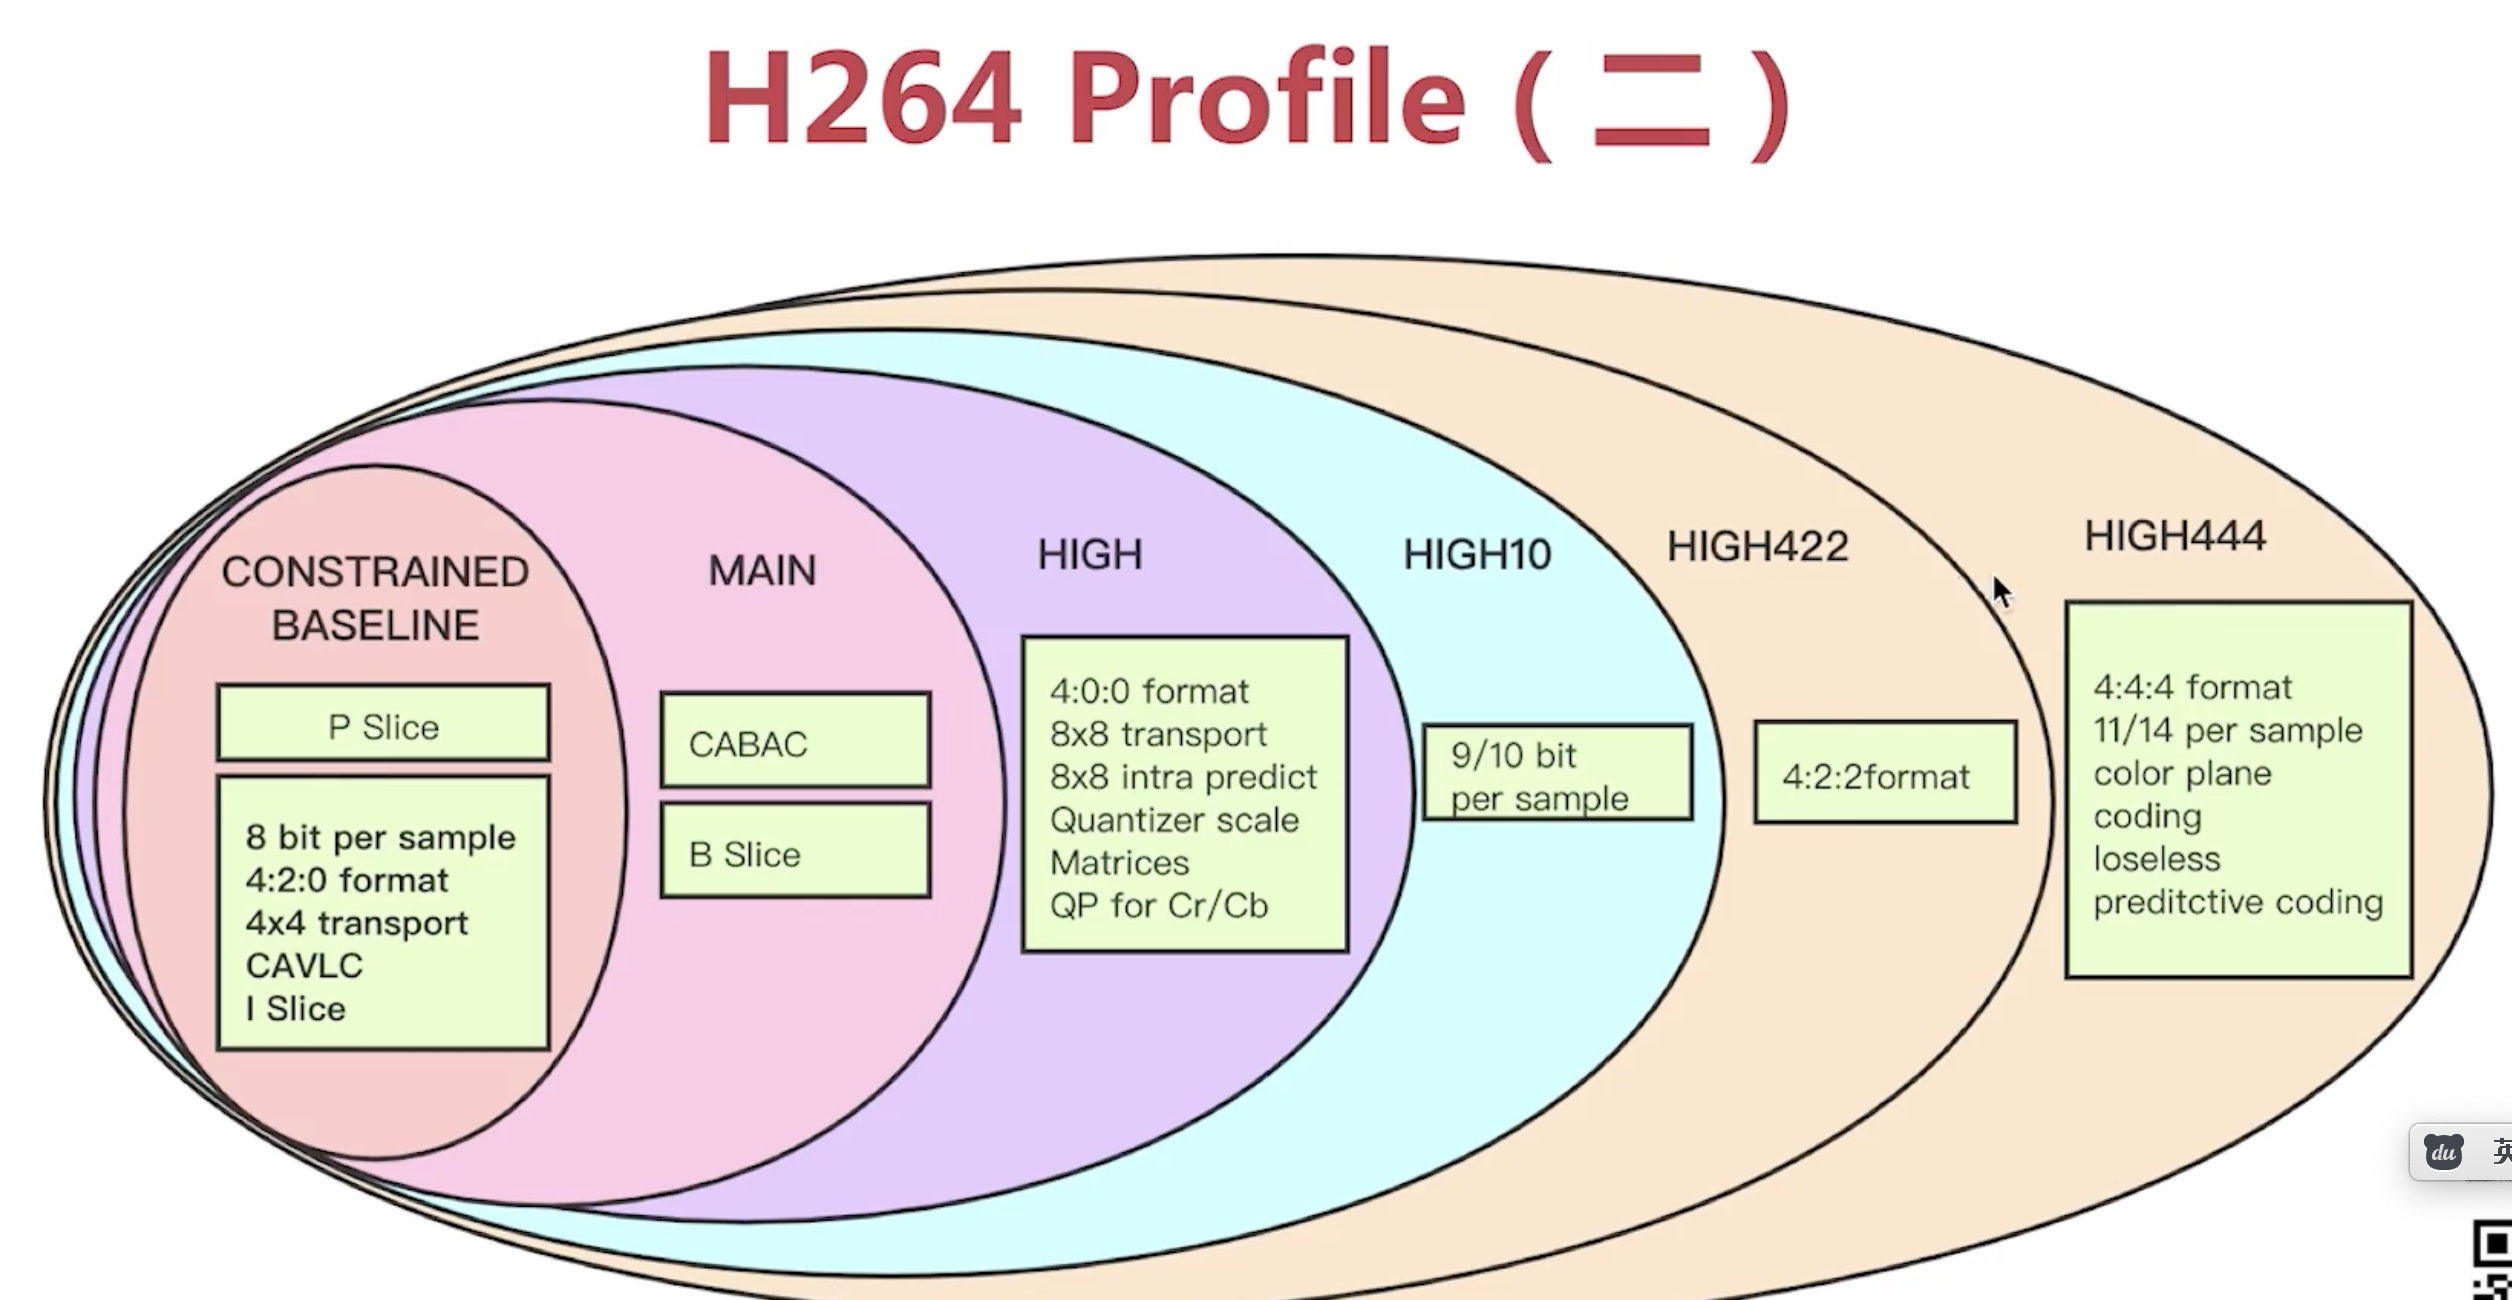 H264 Profile ( 二 )
CONSTRAINED
BASELINE
P Slice
8 bit per sample
4:2:0 format
4x4 transport
CAVLC
I Slice
MAIN
CABAC
B Slice
HIGH
4:0:0 format
8x8 transport
8x8 intra predict
Quantizer scale
Matrices
QP for Cr/Cb
HIGH10
9/10 bit
per sample
HIGH422
4:2:2format
HIGH444
4:4:4 format
11/14 per sample
color plane
coding
loseless
preditctive coding
du